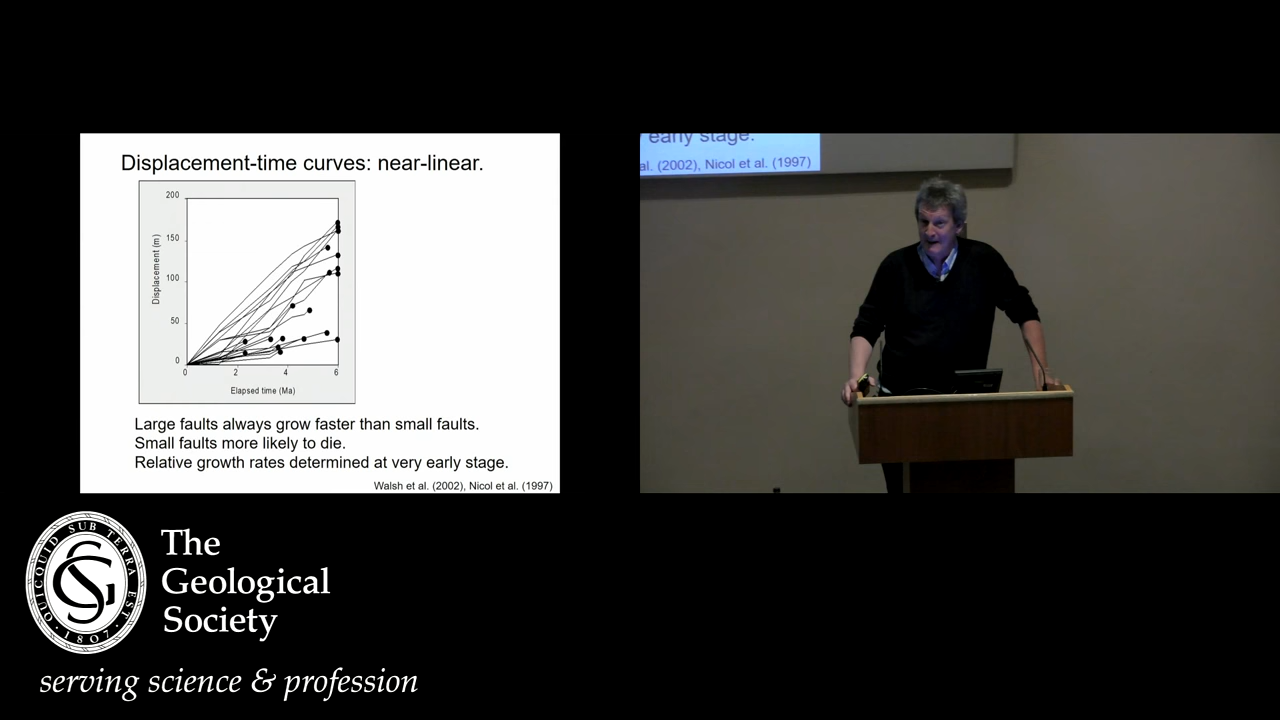 Displacement-time curves: near-linear.
200
150
100
50
0
Displacement (m)
0 2 4 6
Elapsed time (Ma)
Large faults always grow faster than small faults.
Small faults more likely to die.
Relative growth rates determined at very early stage.
Walsh et al. (2002), Nicol et al. (1997)
early stage.
al. (2002), Nicol et al. (1997)
QUICQUID SUB TERRA EST
1807
GS
The
Geological
Society
serving science & profession